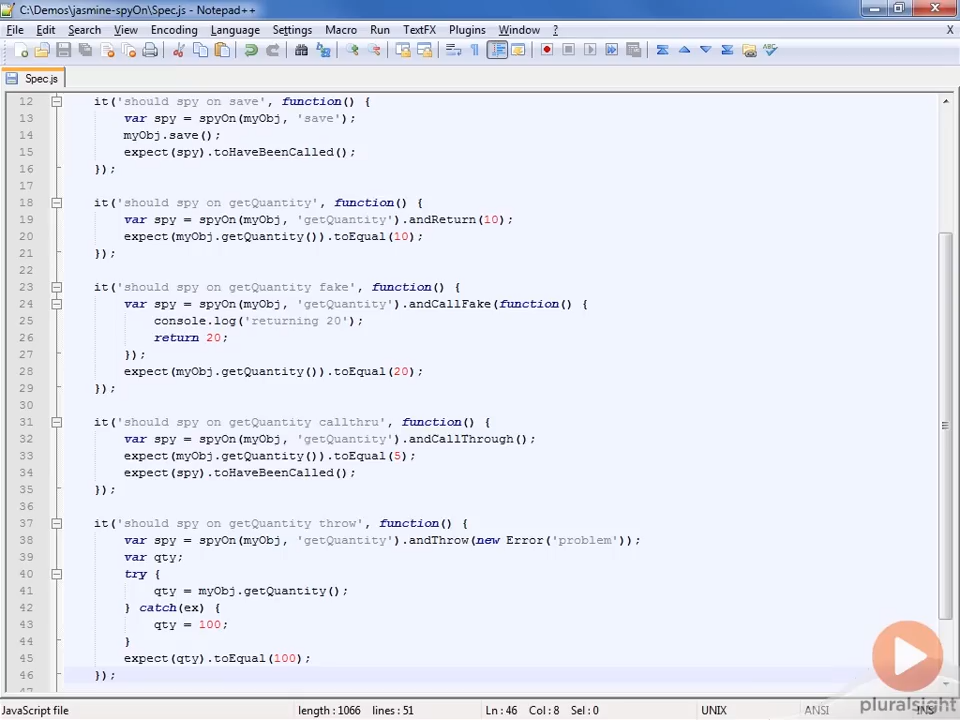 C:\Demos\jasmine-spyOn\Spec.js - Notepad++
File Edit Search View Encoding Language Settings Macro Run TextFX Plugins Window ? X
Spec.js
12 it('should spy on save', function() {
13 var spy = spyOn(myObj, 'save');
14 myObj.save();
15 expect(spy).toHaveBeenCalled();
16 });
17
18 it('should spy on getQuantity', function() {
19 var spy = spyOn(myObj, 'getQuantity').andReturn(10);
20 expect(myObj.getQuantity()).toEqual(10);
21 });
22
23 it('should spy on getQuantity fake', function() {
24 var spy = spyOn(myObj, 'getQuantity').andCallFake(function() {
25 console.log('returning 20');
26 return 20;
27 });
28 expect(myObj.getQuantity()).toEqual(20);
29 });
30
31 it('should spy on getQuantity callthru', function() {
32 var spy = spyOn(myObj, 'getQuantity').andCallThrough();
33 expect(myObj.getQuantity()).toEqual(5);
34 expect(spy).toHaveBeenCalled();
35 });
36
37 it('should spy on getQuantity throw', function() {
38 var spy = spyOn(myObj, 'getQuantity').andThrow(new Error('problem'));
39 var qty;
40 try {
41 qty = myObj.getQuantity();
42 } catch(ex) {
43 qty = 100;
44 }
45 expect(qty).toEqual(100);
46 });
pluralsight
JavaScript file length : 1066 lines : 51 Ln : 46 Col : 8 Sel : 0 UNIX ANSI INS